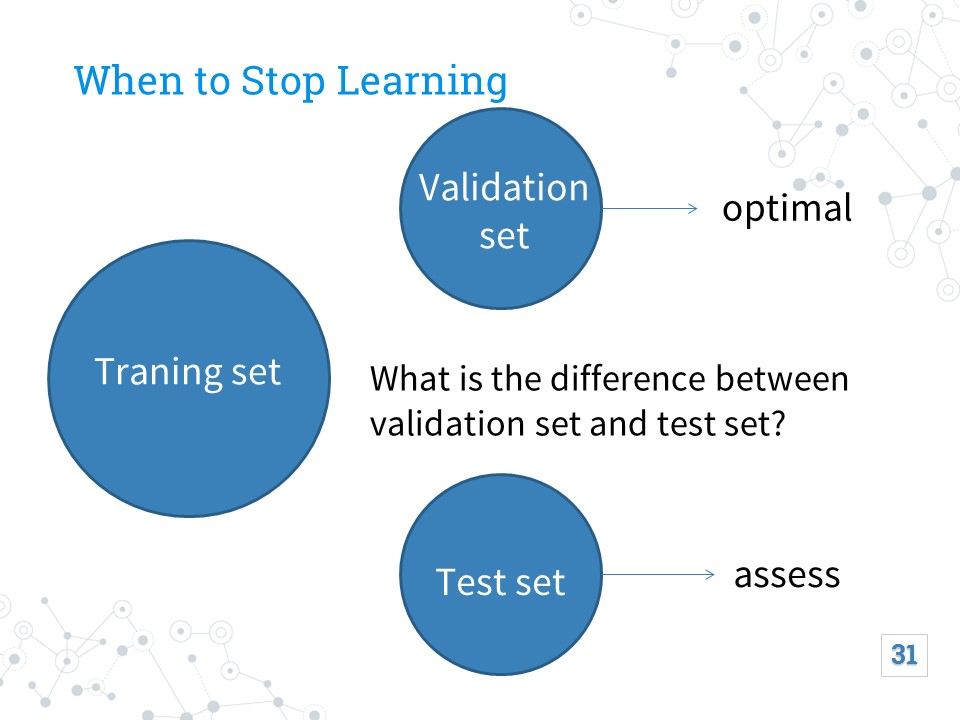 When to Stop Learning
Validation
set
optimal
Traning set
What is the difference between
validation set and test set?
Test set
assess
31